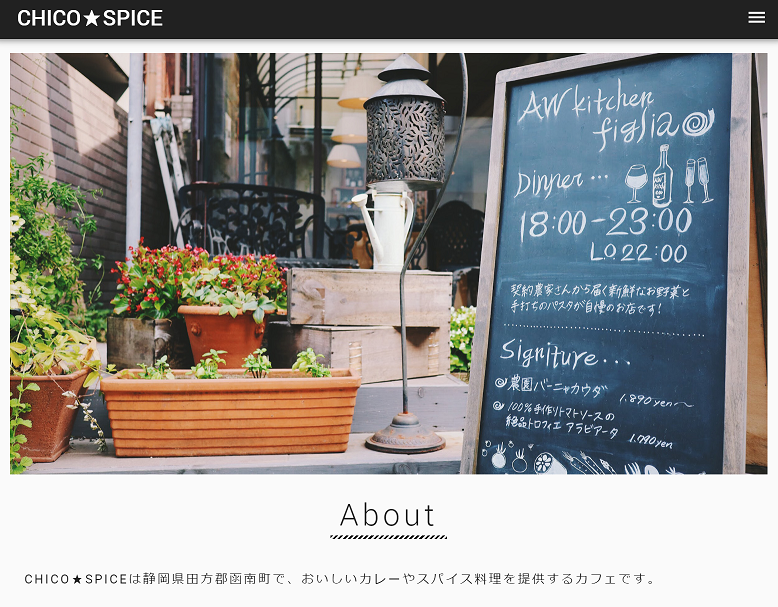 CHICO★SPICE
AW kitchen
figlia
Dinner...
18:00-23:00
L.O 22:00
契約農家さんから届く新鮮なお野菜と
手打ちのパスタが自慢のお店です!
Signiture...
農園バーニャカウダ 1,890 yen〜
100%手作りトマトソースの
絶品トロフィエ アラビアータ 1,790 yen
About
CHICO★SPICEは静岡県田方郡函南町で、おいしいカレーやスパイス料理を提供するカフェです。